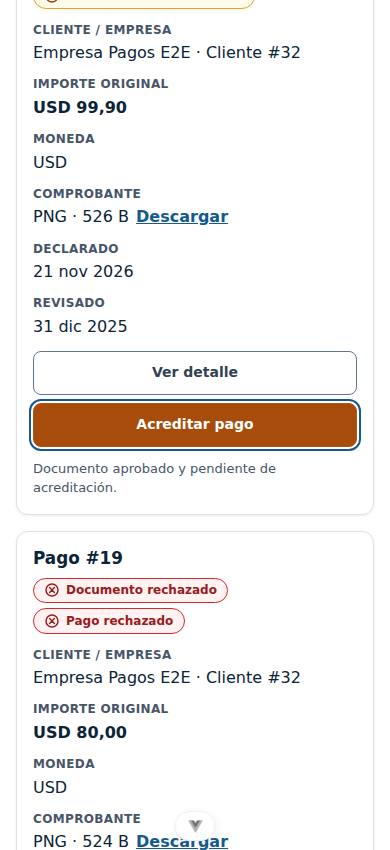 CLIENTE / EMPRESA
Empresa Pagos E2E · Cliente #32
IMPORTE ORIGINAL
USD 99,90
MONEDA
USD
COMPROBANTE
PNG · 526 B Descargar
DECLARADO
21 nov 2026
REVISADO
31 dic 2025
Ver detalle
Acreditar pago
Documento aprobado y pendiente de
acreditación.
Pago #19
Documento rechazado
Pago rechazado
CLIENTE / EMPRESA
Empresa Pagos E2E · Cliente #32
IMPORTE ORIGINAL
USD 80,00
MONEDA
USD
COMPROBANTE
PNG · 524 B Descargar